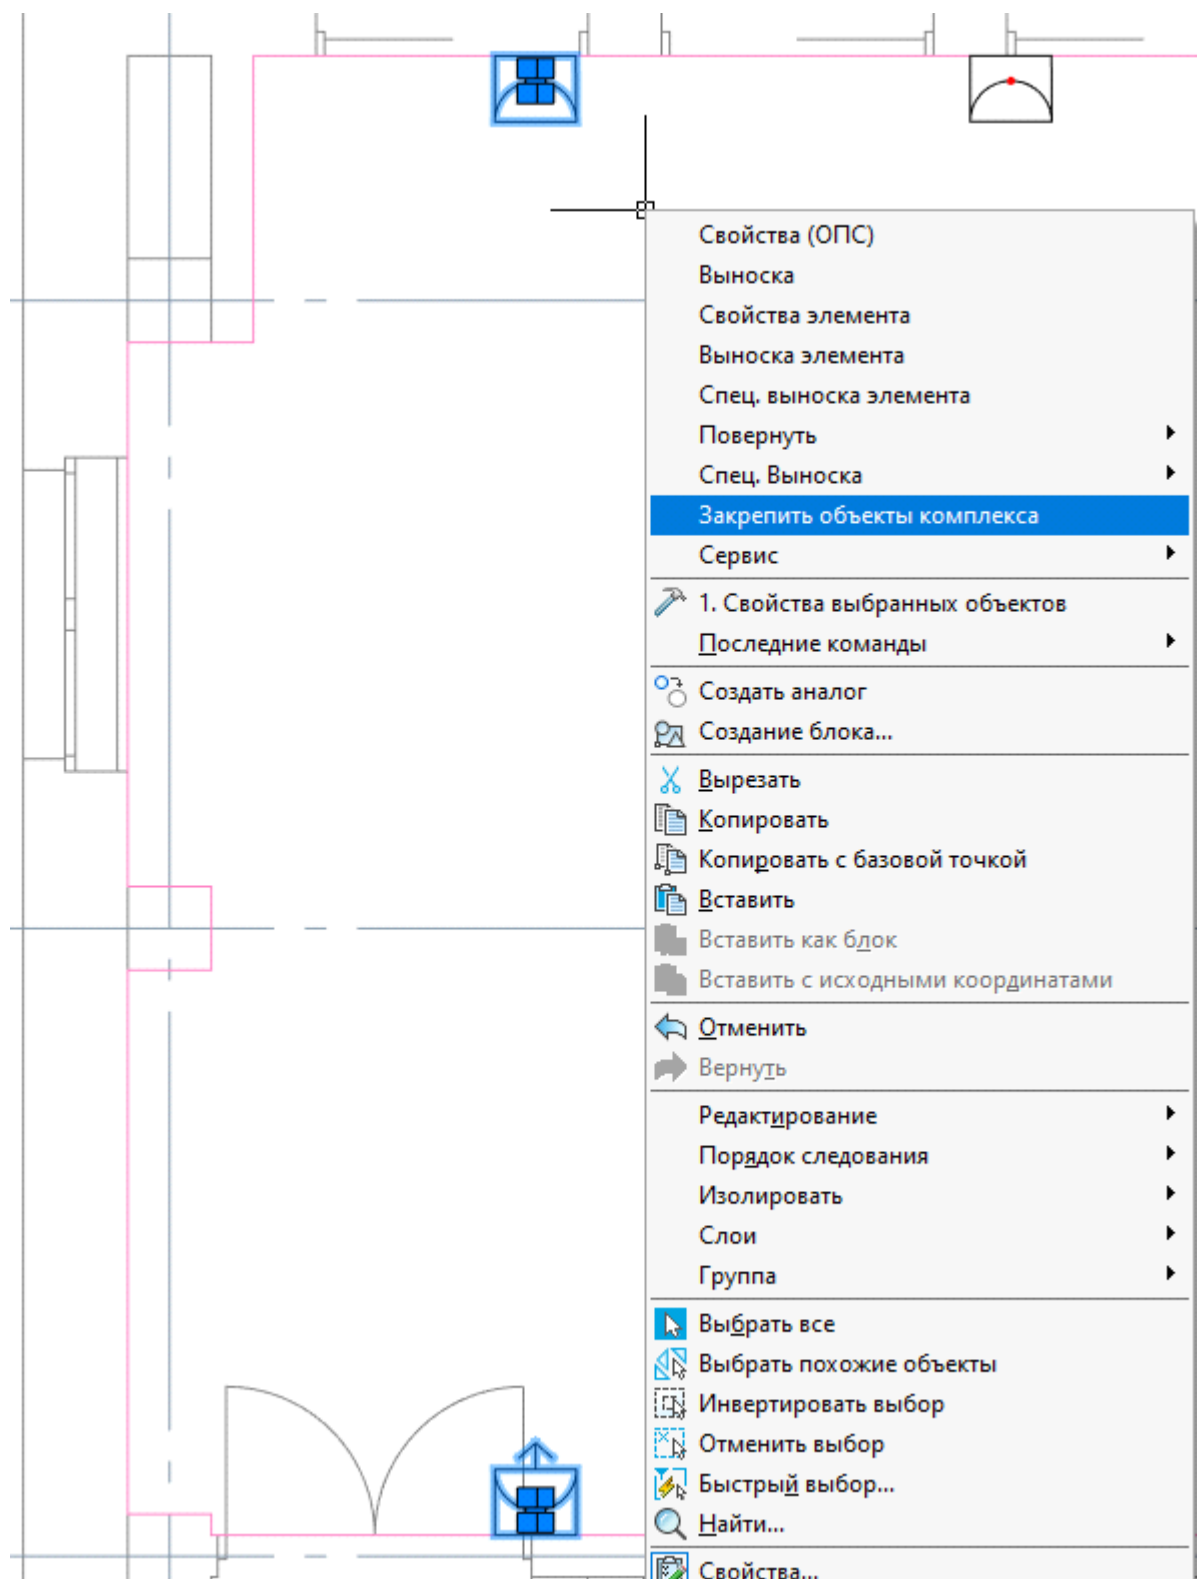 Свойства (ОПС)
Выноска
Свойства элемента
Выноска элемента
Спец. выноска элемента
Повернуть
Спец. Выноска
Закрепить объекты комплекса
Сервис
1. Свойства выбранных объектов
Последние команды
Создать аналог
Создание блока...
Вырезать
Копировать
Копировать с базовой точкой
Вставить
Вставить как блок
Вставить с исходными координатами
Отменить
Вернуть
Редактирование
Порядок следования
Изолировать
Слои
Группа
Выбрать все
Выбрать похожие объекты
Инвертировать выбор
Отменить выбор
Быстрый выбор...
Найти...
Свойства...